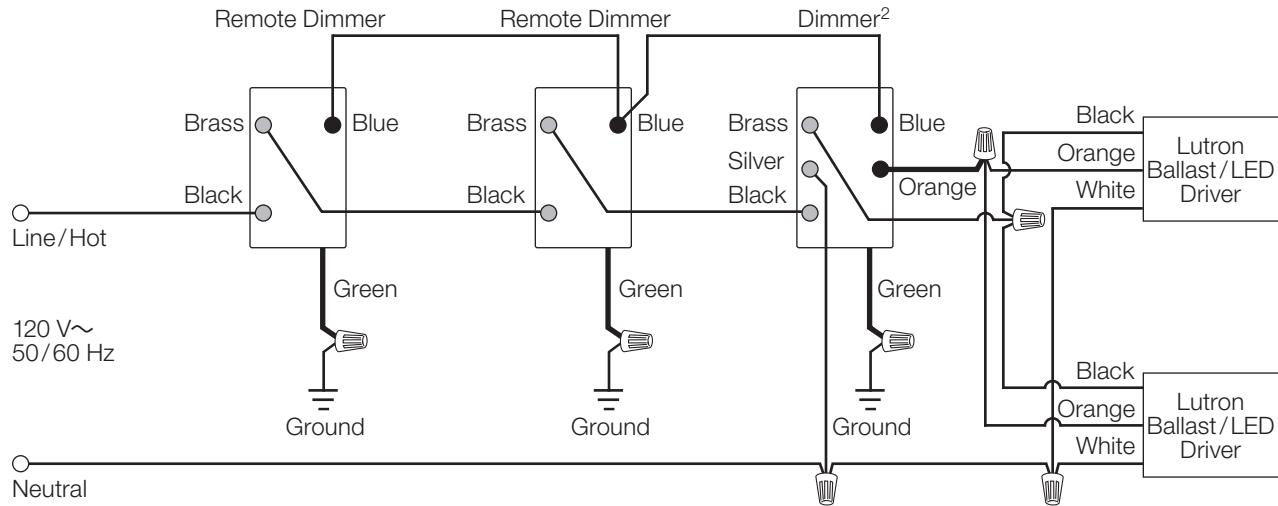 Remote Dimmer
Remote Dimmer
Dimmer²
Brass
Blue
Brass
Blue
Brass
Blue
Black
Lutron
Ballast/LED
Driver
Silver
Orange
Orange
White
Black
Black
Black
Line/Hot
Green
Green
Green
120 V~
50/60 Hz
Black
Lutron
Ballast/LED
Driver
Orange
White
Ground
Ground
Ground
Neutral